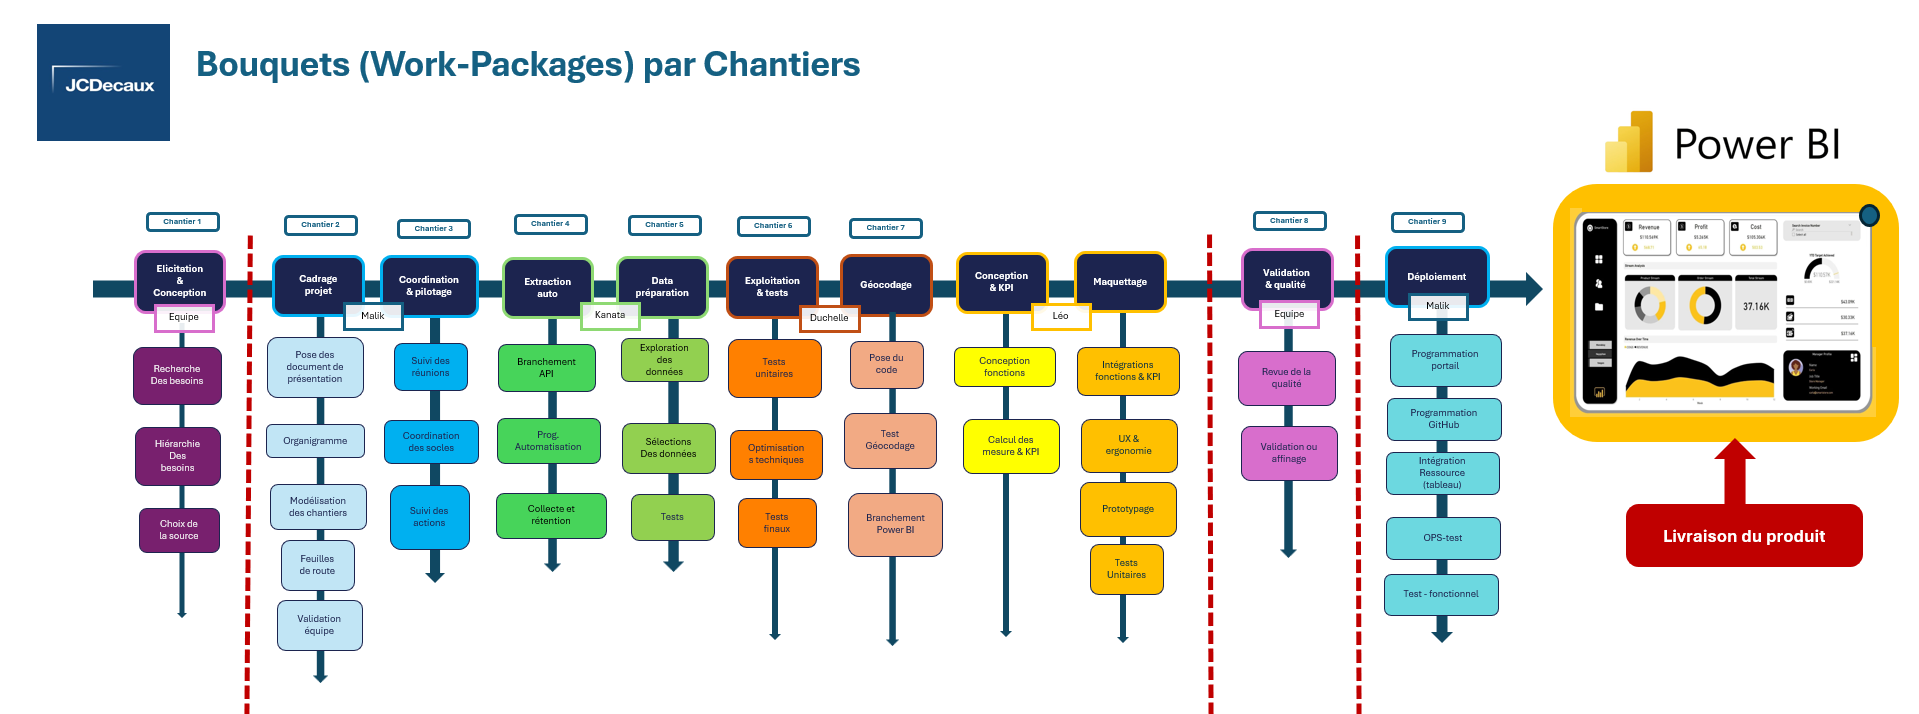 JCDecaux
Bouquets (Work-Packages) par Chantiers
Power BI
Chantier 1
Chantier 2
Chantier 3
Chantier 4
Chantier 5
Chantier 6
Chantier 7
Chantier 8
Chantier 9
Elicitation
&
Conception
Equipe
Recherche
Des besoins
Hiérarchie
Des
besoins
Choix de
la source
Cadrage
projet
Malik
Pose des
document de
présentation
Organigramme
Modélisation
des chantiers
Feuilles
de route
Validation
équipe
Coordination
& pilotage
Suivi des
réunions
Coordination
des socles
Suivi des
actions
Extraction
auto
Kanata
Branchement
API
Prog.
Automatisation
Collecte et
rétention
Data
préparation
Exploration
des
données
Sélections
Des données
Tests
Exploitation
& tests
Duchelle
Tests
unitaires
Optimisation
s techniques
Tests
finaux
Géocodage
Pose du
code
Test
Géocodage
Branchement
Power BI
Conception
& KPI
Léo
Conception
fonctions
Calcul des
mesure & KPI
Maquettage
Intégrations
fonctions & KPI
UX &
ergonomie
Prototypage
Tests
Unitaires
Validation
& qualité
Equipe
Revue de la
qualité
Validation ou
affinage
Déploiement
Malik
Programmation
portail
Programmation
GitHub
Intégration
Ressource
(tableau)
OPS-test
Test - fonctionnel
Revenue
Profit
Cost
37.16K
Livraison du produit